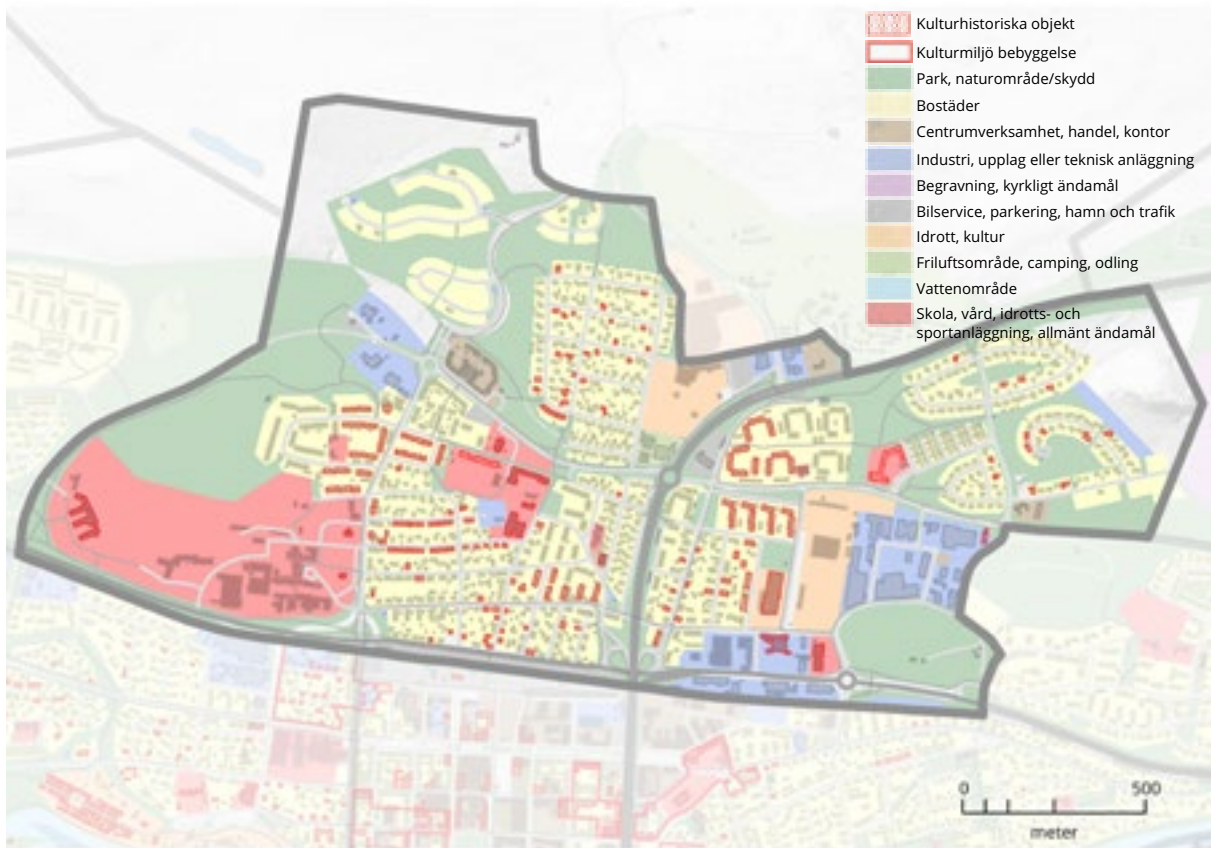 Kulturhistoriska objekt
Kulturmiljö bebyggelse
Park, naturområde/skydd
Bostäder
Centrumverksamhet, handel, kontor
Industri, upplag eller teknisk anläggning
Begravning, kyrkligt ändamål
Bilservice, parkering, hamn och trafik
Idrott, kultur
Friluftsområde, camping, odling
Vattenområde
Skola, vård, idrotts- och
sportanläggning, allmänt ändamål
0 500
meter